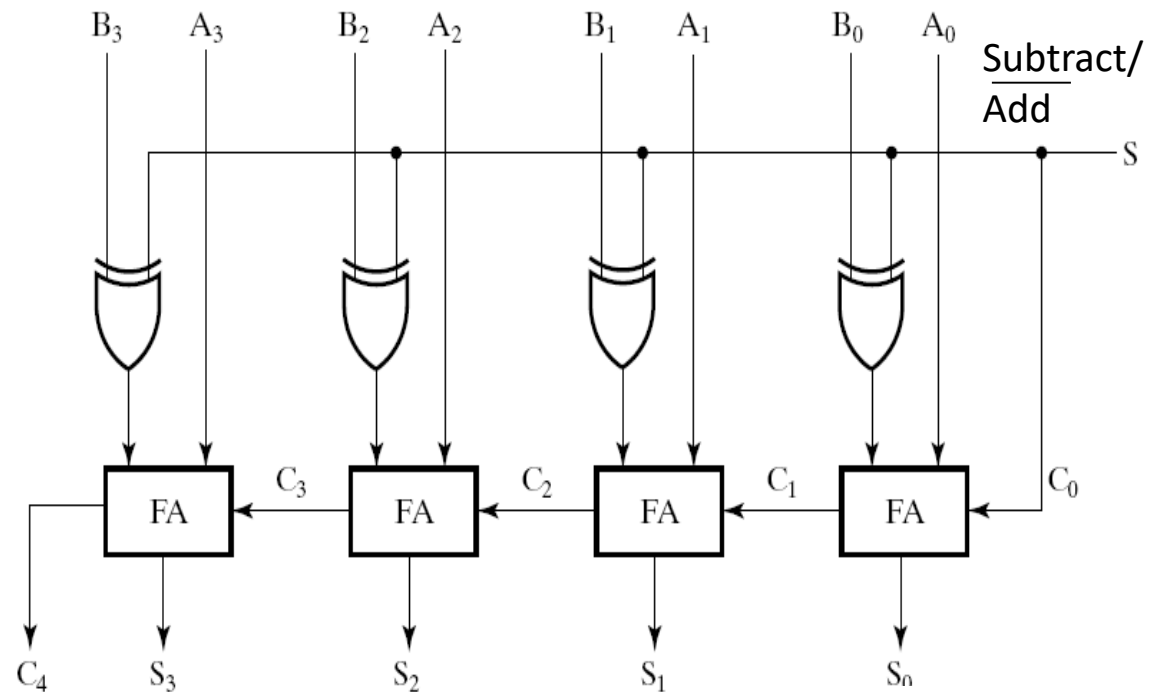 B₃ A₃ B₂ A₂ B₁ A₁ B₀ A₀
Subtract/
Add
S
C₃ C₂ C₁ C₀
FA FA FA FA
C₄ S₃ S₂ S₁ S₀